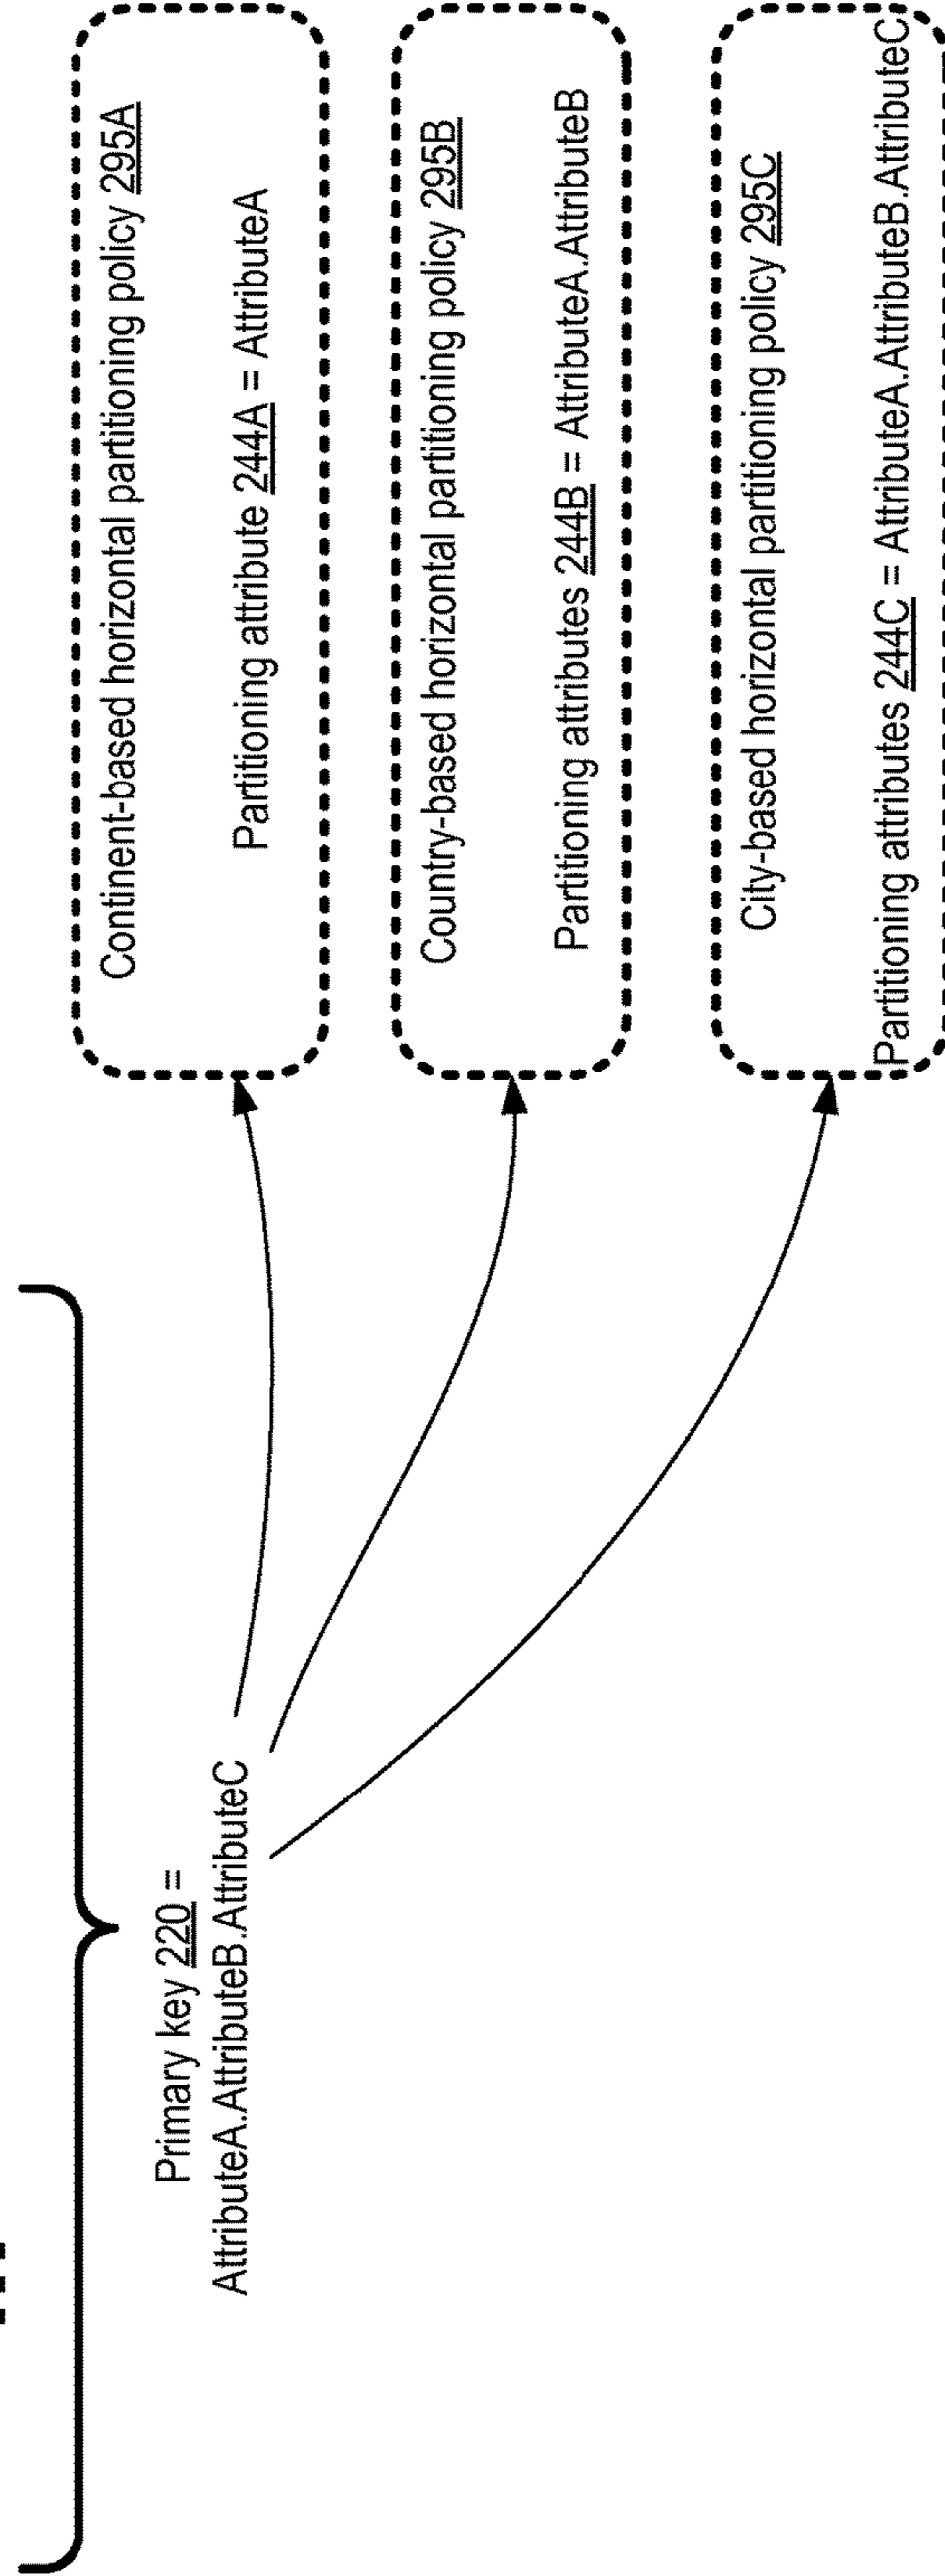 Primary key 220 =
AttributeA.AttributeB.AttributeC
Continent-based horizontal partitioning policy 295A
Partitioning attribute 244A = AttributeA
Country-based horizontal partitioning policy 295B
Partitioning attributes 244B = AttributeA.AttributeB
City-based horizontal partitioning policy 295C
Partitioning attributes 244C = AttributeA.AttributeB.AttributeC